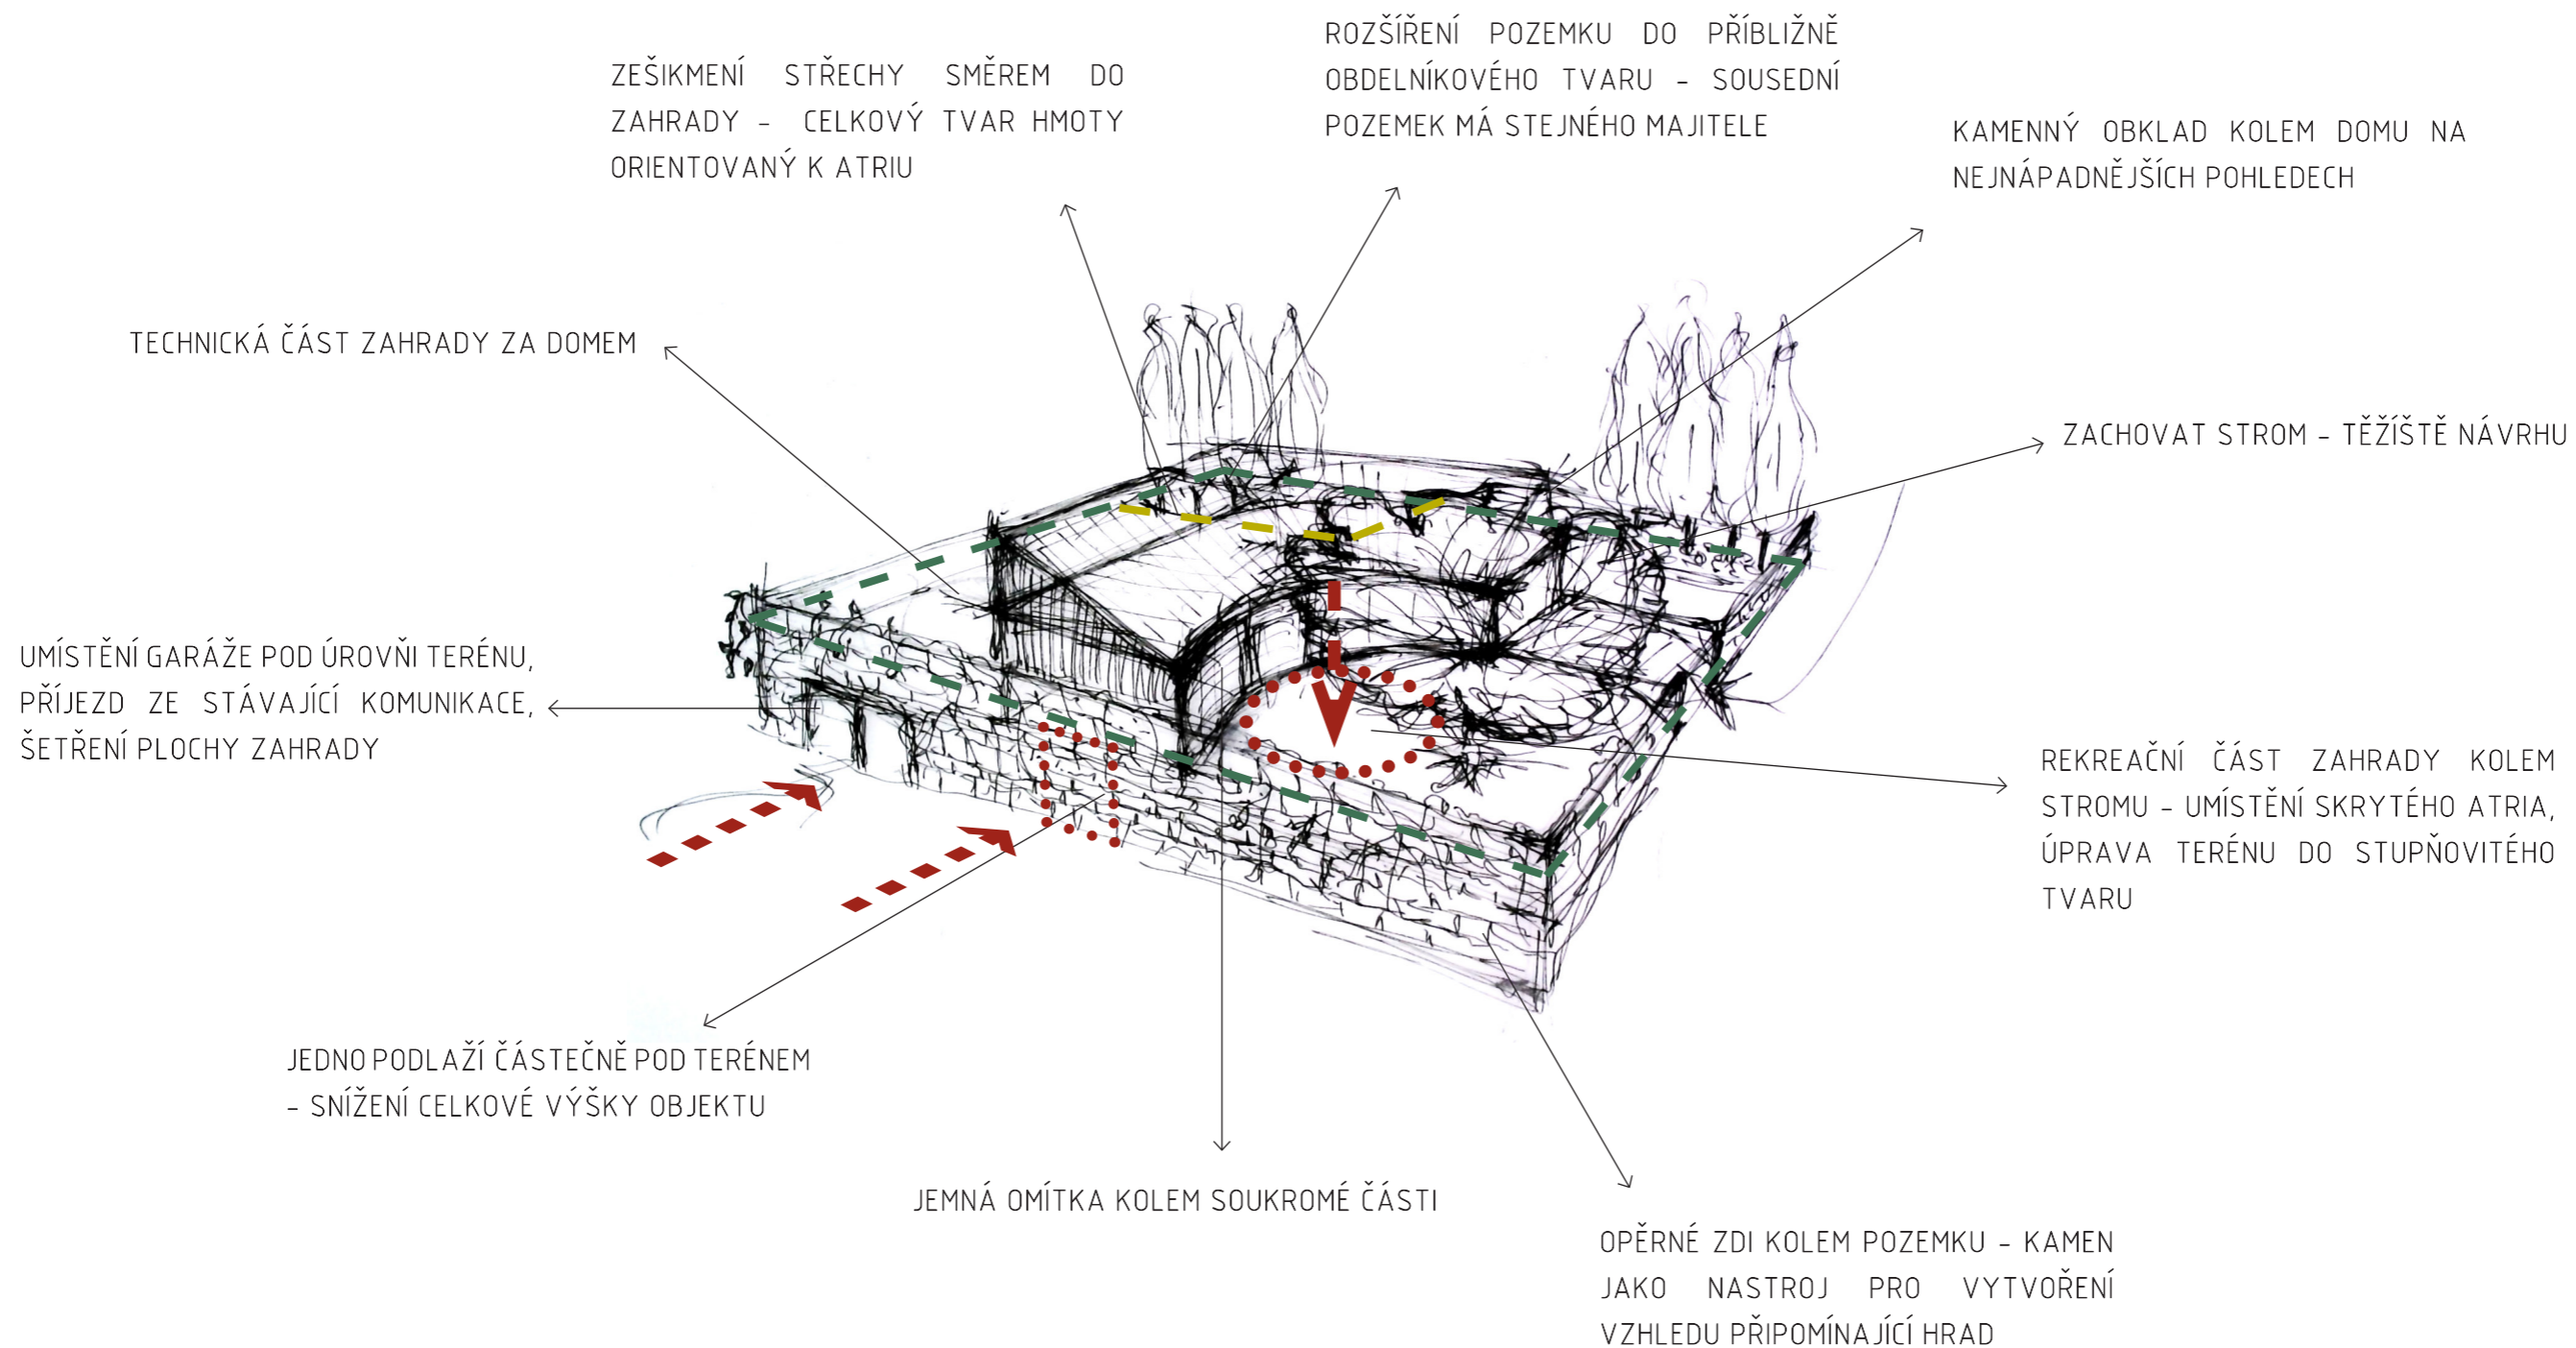 ROZŠÍŘENÍ POZEMKU DO PŘÍBLIŽNĚ
OBDELNÍKOVÉHO TVARU - SOUSEDNÍ
POZEMEK MÁ STEJNÉHO MAJITELE
ZEŠIKMENÍ STŘECHY SMĚREM DO
ZAHRADY - CELKOVÝ TVAR HMOTY
ORIENTOVANÝ K ATRIU
KAMENNÝ OBKLAD KOLEM DOMU NA
NEJNÁPADNĚJŠÍCH POHLEDECH
TECHNICKÁ ČÁST ZAHRADY ZA DOMEM
ZACHOVAT STROM - TĚŽÍŠTĚ NÁVRHU
UMÍSTĚNÍ GARÁŽE POD ÚROVŇI TERÉNU,
PŘÍJEZD ZE STÁVAJÍCÍ KOMUNIKACE,
ŠETŘENÍ PLOCHY ZAHRADY
REKREAČNÍ ČÁST ZAHRADY KOLEM
STROMU - UMÍSTĚNÍ SKRYTÉHO ATRIA,
ÚPRAVA TERÉNU DO STUPŇOVITÉHO
TVARU
JEDNO PODLAŽÍ ČÁSTEČNĚ POD TERÉNEM
- SNÍŽENÍ CELKOVÉ VÝŠKY OBJEKTU
JEMNÁ OMÍTKA KOLEM SOUKROMÉ ČÁSTI
OPĚRNÉ ZDI KOLEM POZEMKU - KAMEN
JAKO NASTROJ PRO VYTVOŘENÍ
VZHLEDU PŘIPOMÍNAJÍCÍ HRAD